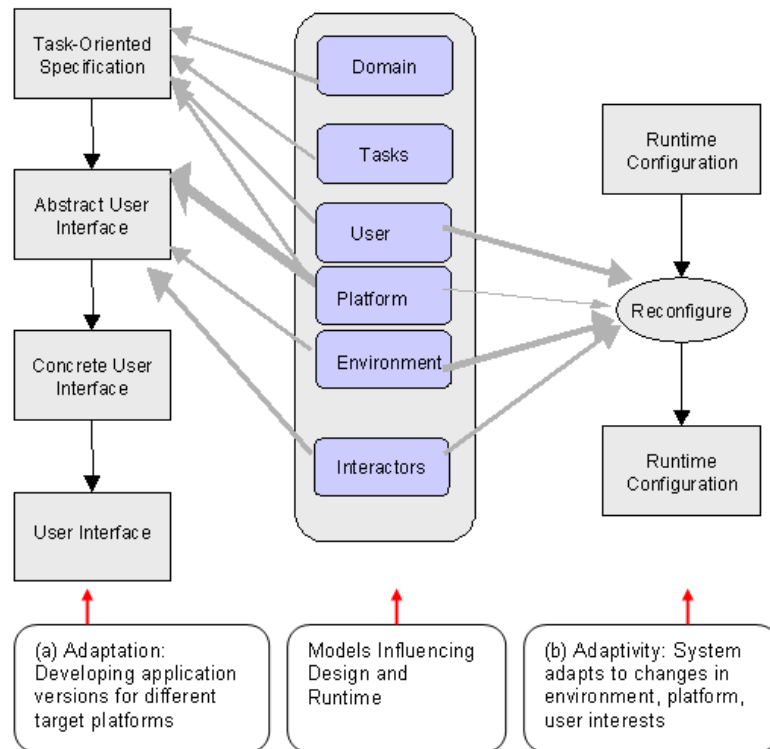 Task-Oriented
Specification
Abstract User
Interface
Concrete User
Interface
User Interface
Domain
Tasks
User
Platform
Environment
Interactors
Runtime
Configuration
Reconfigure
Runtime
Configuration
(a) Adaptation:
Developing application
versions for different
target platforms
Models Influencing
Design and
Runtime
(b) Adaptivity: System
adapts to changes in
environment, platform,
user interests